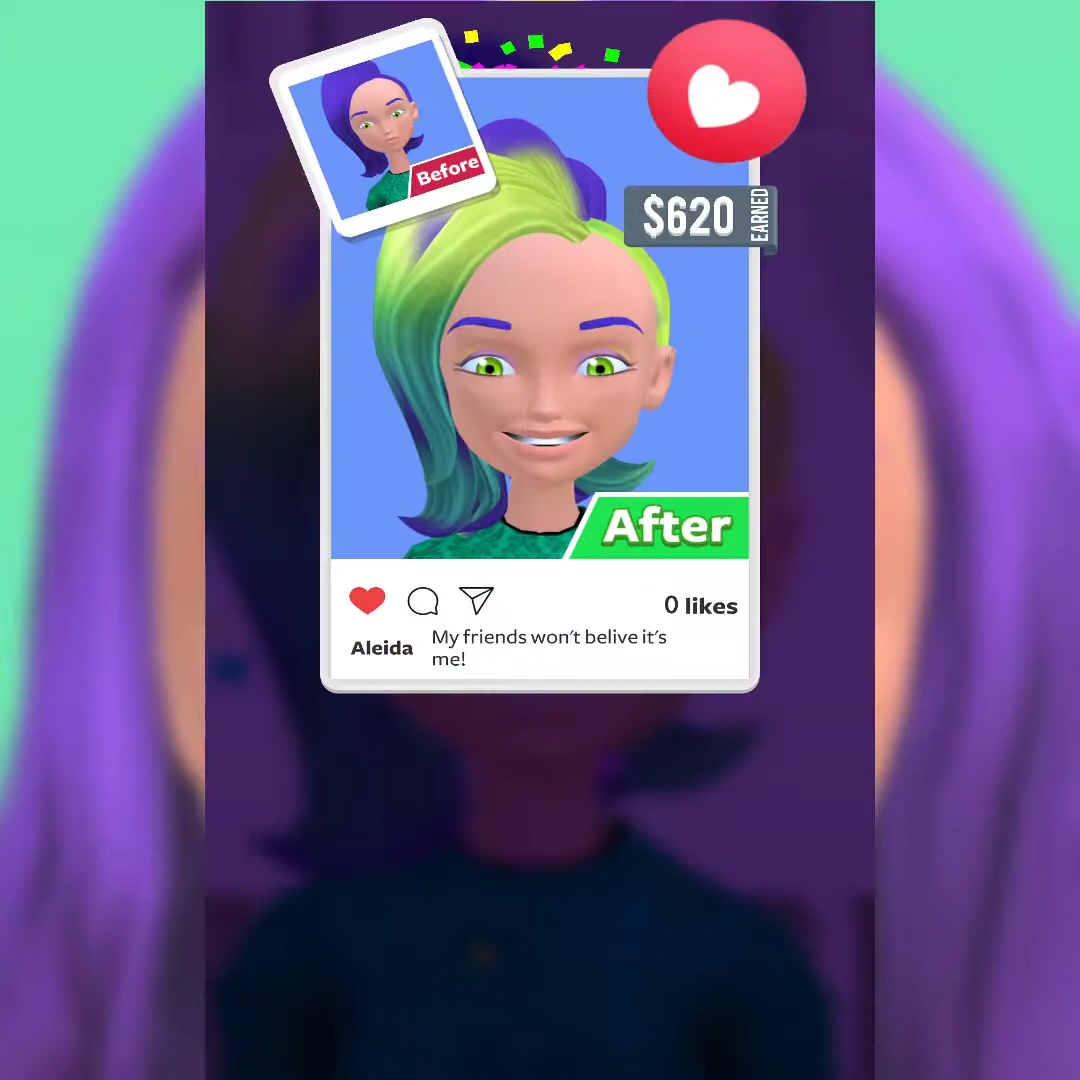 Before
$620
EARNED
After
0 likes
Aleida
My friends won't belive it's
me!